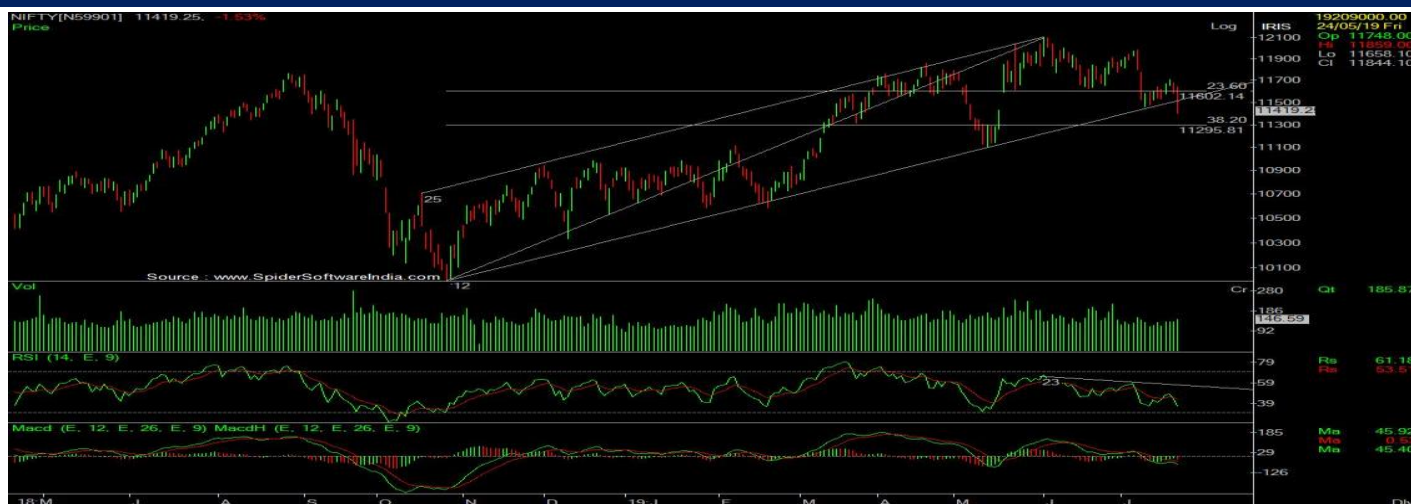 NIFTY[N59901] 11419.25, -1.53%
Price
Log
IRIS
19209000.00
24/05/19 Fri
Op 11748.00
Hi 11859.00
Lo 11658.10
Cl 11844.10
12100
11900
11700
11500
11419.2
11300
11100
10900
10700
10500
10300
10100
23.60
11602.14
38.20
11295.81
25
12
Source : www.SpiderSoftwareIndia.com
Vol
Cr
280
186
146.59
92
Qt 185.87
RSI (14, E, 9)
79
59
39
23
Rs 61.18
Rs 53.51
Macd (E, 12, E, 26, E, 9) MacdH (E, 12, E, 26, E, 9)
185
29
-126
Ma 45.92
Ma 0.53
Ma 45.40
18:M J A S O N D 19:J F M A M J J